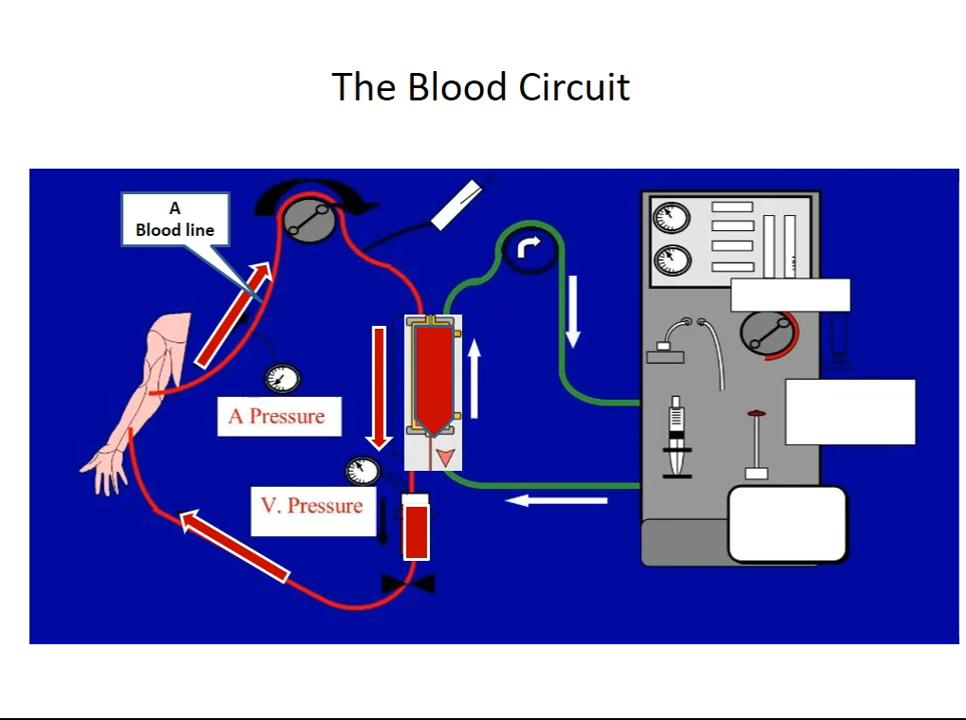 The Blood Circuit
A
Blood line
A Pressure
V. Pressure